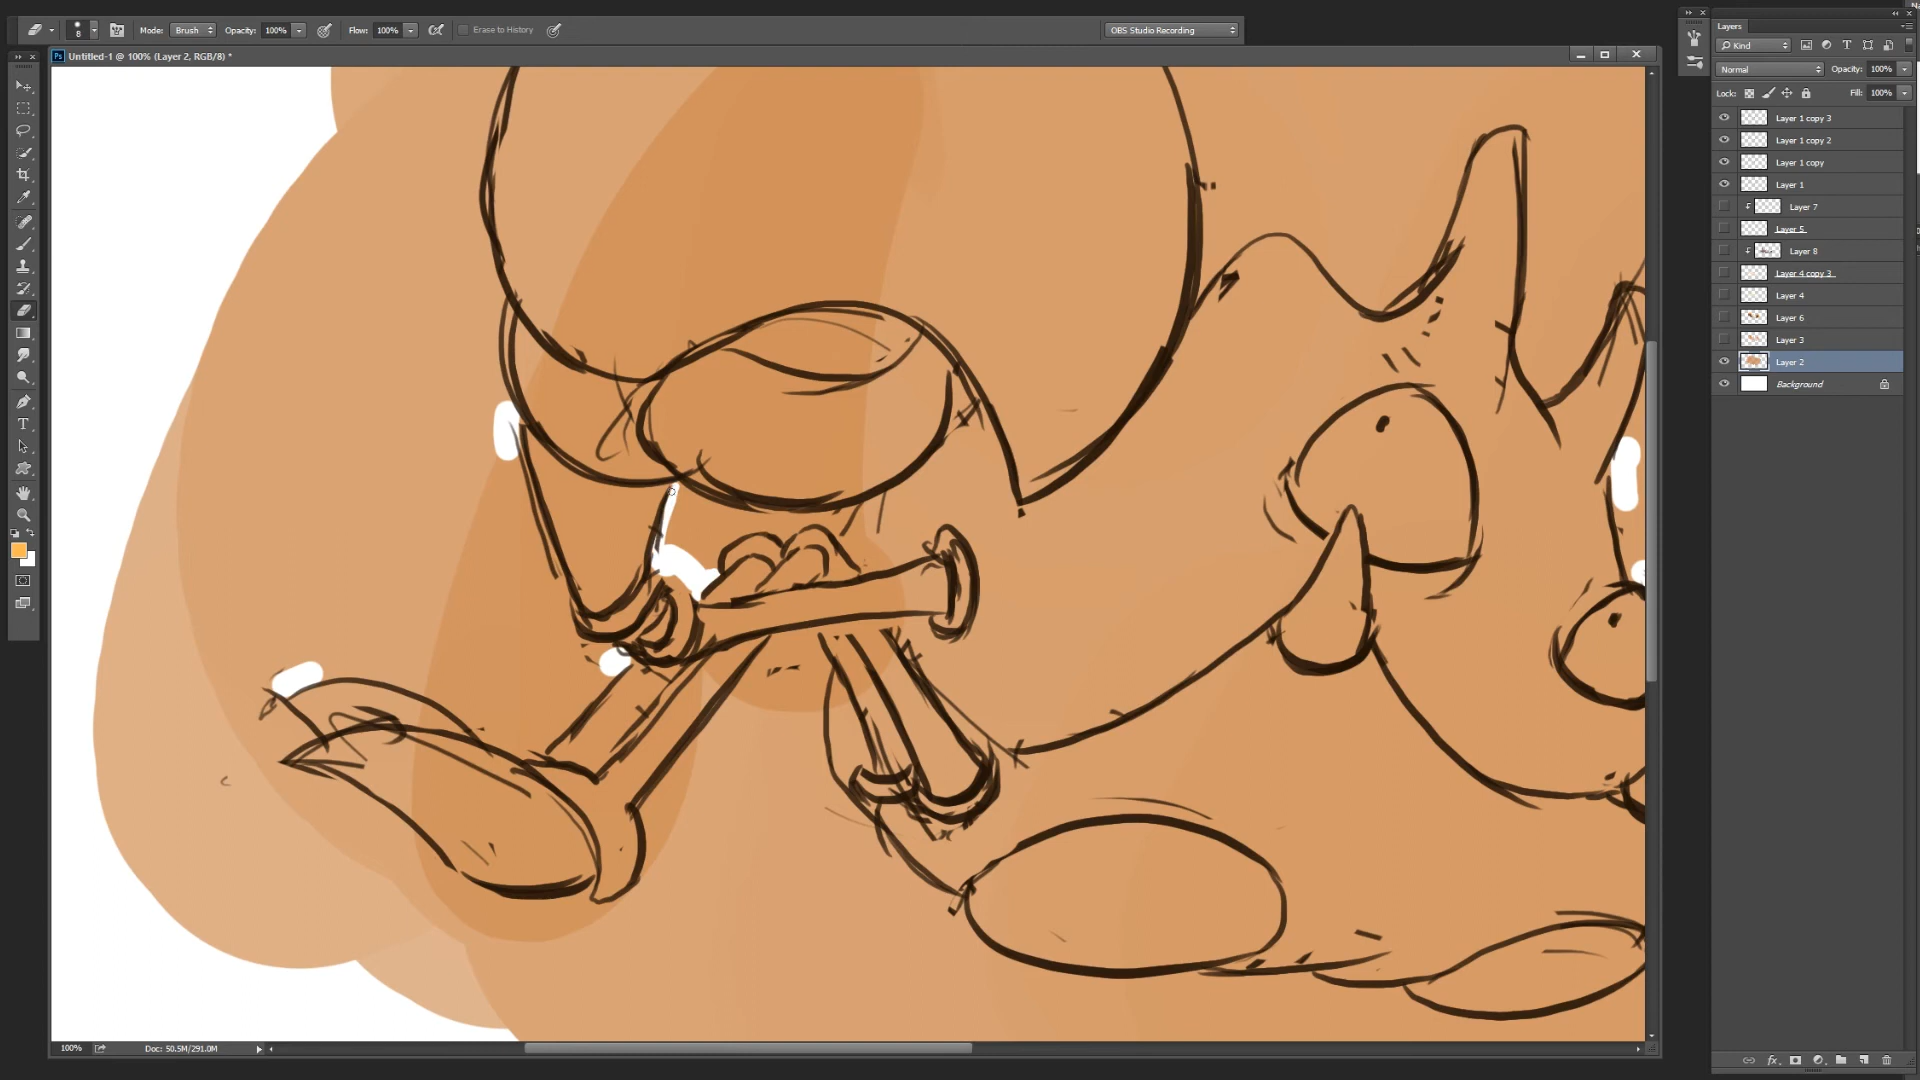 8
Mode: Brush
Opacity: 100%
Flow: 100%
Erase to History
OBS Studio Recording
Untitled-1 @ 100% (Layer 2, RGB/8) *
Layers
Kind
Normal
Opacity: 100%
Lock:
Fill: 100%
Layer 1 copy 3
Layer 1 copy 2
Layer 1 copy
Layer 1
Layer 7
Layer 5
Layer 8
Layer 4 copy 3
Layer 4
Layer 6
Layer 3
Layer 2
Background
100%
Doc: 50.5M/291.0M